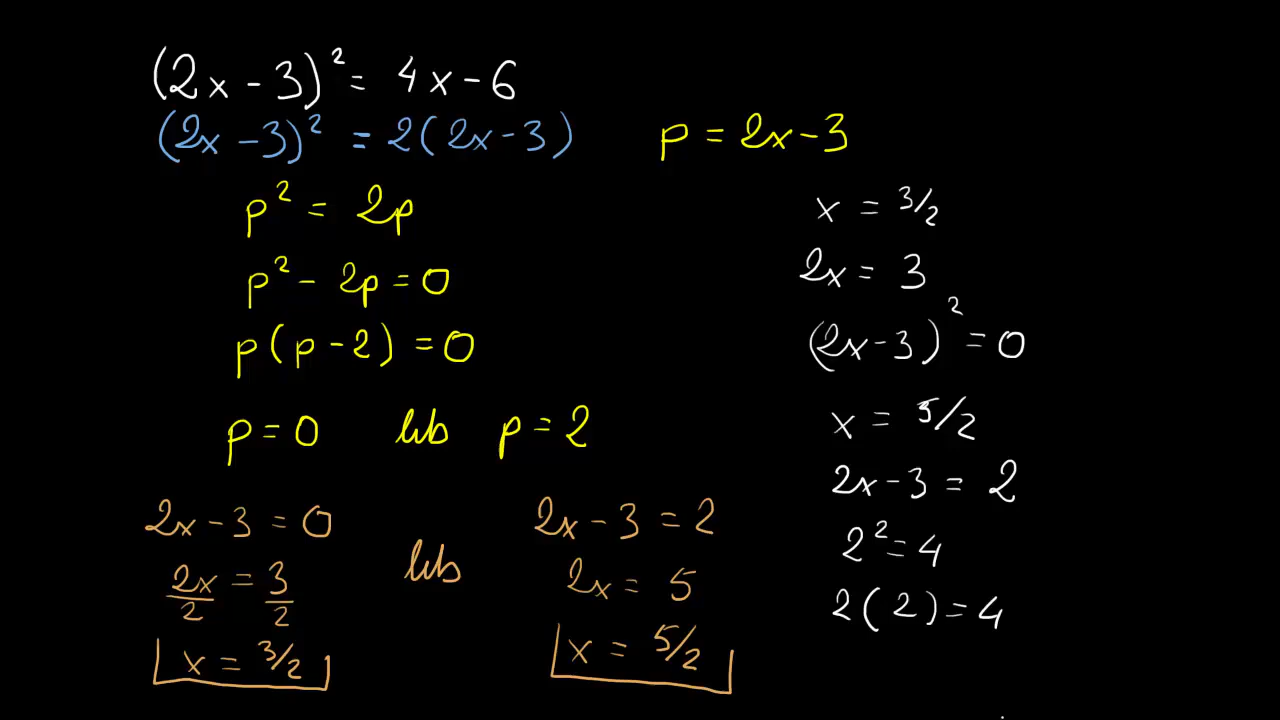 (2x - 3)² = 4x - 6
(2x - 3)² = 2(2x - 3)
p² = 2p
p² - 2p = 0
p(p - 2) = 0
p = 0 lub p = 2
2x - 3 = 0 lub 2x - 3 = 2
2x/2 = 3/2
2x = 5
x = 3/2
x = 5/2
p = 2x - 3
x = 3/2
2x = 3
(2x - 3)² = 0
x = 5/2
2x - 3 = 2
2² = 4
2(2) = 4